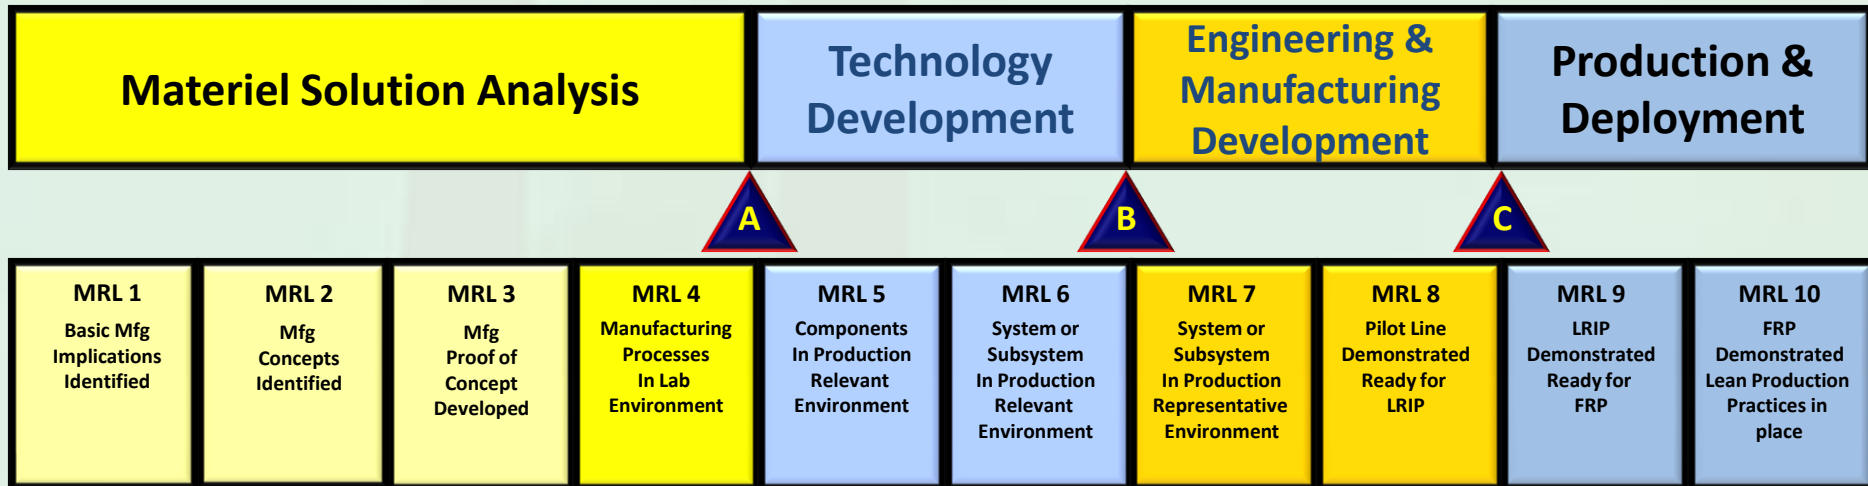 Materiel Solution Analysis
Technology
Development
Engineering &
Manufacturing
Development
Production &
Deployment
A
B
C
MRL 1
Basic Mfg
Implications
Identified
MRL 2
Mfg
Concepts
Identified
MRL 3
Mfg
Proof of
Concept
Developed
MRL 4
Manufacturing
Processes
In Lab
Environment
MRL 5
Components
In Production
Relevant
Environment
MRL 6
System or
Subsystem
In Production
Relevant
Environment
MRL 7
System or
Subsystem
In Production
Representative
Environment
MRL 8
Pilot Line
Demonstrated
Ready for
LRIP
MRL 9
LRIP
Demonstrated
Ready for
FRP
MRL 10
FRP
Demonstrated
Lean Production
Practices in
place